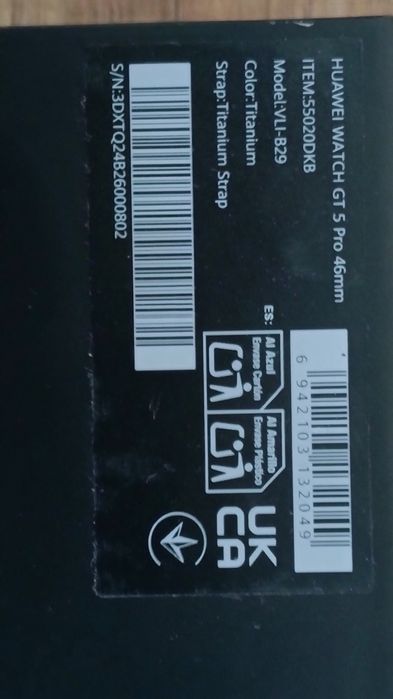 HUAWEI WATCH GT 5 Pro 46mm
ITEM:55020DKB
Model:VLI-B29
Color:Titanium
Strap:Titanium Strap
S/N:3DXTQ24B26000802
6 942103 132049
ES:
Al Azul
Envase Cartón
Al Amarillo
Envase Plástico
UK
CA